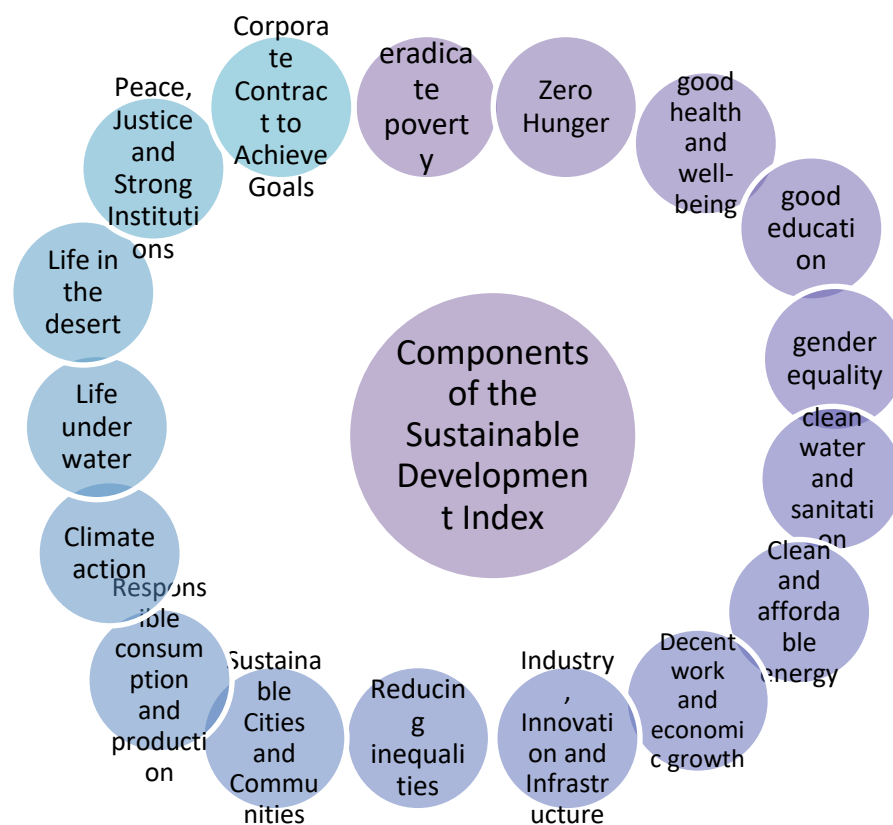 Components
of the
Sustainable
Developmen
t Index
eradica
te
povert
y
Zero
Hunger
good
health
and
well-
being
good
educati
on
gender
equality
clean
water
and
sanitati
on
Clean
and
afforda
ble
energy
Decent
work
and
economi
c growth
Industry
,
Innovati
on and
Infrastr
ucture
Reducin
g
inequali
ties
Sustaina
ble
Cities
and
Commu
nities
Respons
ible
consum
ption
and
producti
on
Climate
action
Life
under
water
Life in
the
desert
Peace,
Justice
and
Strong
Instituti
ons
Corpora
te
Contrac
t to
Achieve
Goals